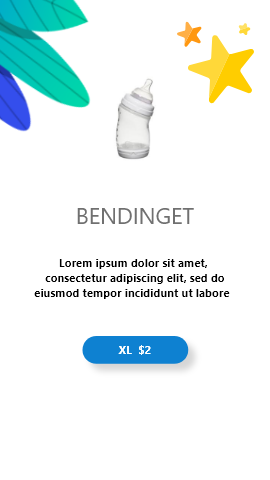 BENDINGET
Lorem ipsum dolor sit amet,
consectetur adipiscing elit, sed do
eiusmod tempor incididunt ut labore
XL $2